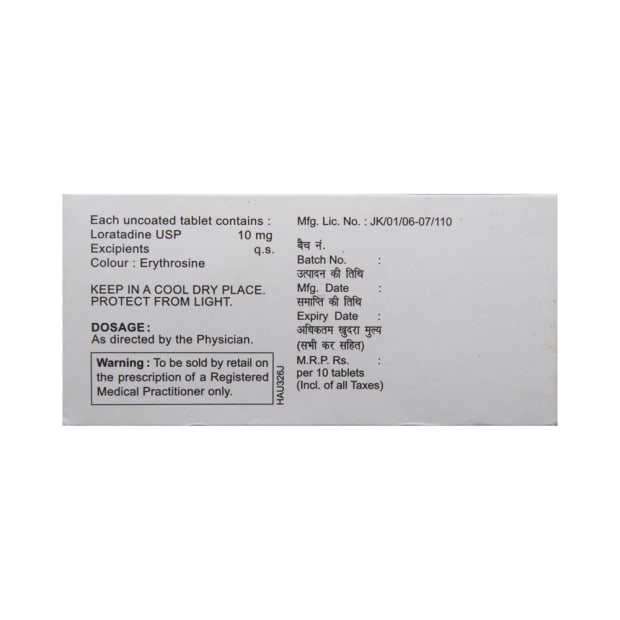 Each uncoated tablet contains :
Loratadine USP 10 mg
Excipients q.s.
Colour : Erythrosine
KEEP IN A COOL DRY PLACE.
PROTECT FROM LIGHT.
DOSAGE :
As directed by the Physician.
Warning : To be sold by retail on
the prescription of a Registered
Medical Practitioner only.
HAU326J
Mfg. Lic. No. : JK/01/06-07/110
बैच नं.
Batch No. :
उत्पादन की तिथि
Mfg. Date :
समाप्ति की तिथि
Expiry Date :
अधिकतम खुदरा मुल्य
(सभी कर सहित)
M.R.P. Rs. :
per 10 tablets
(Incl. of all Taxes)